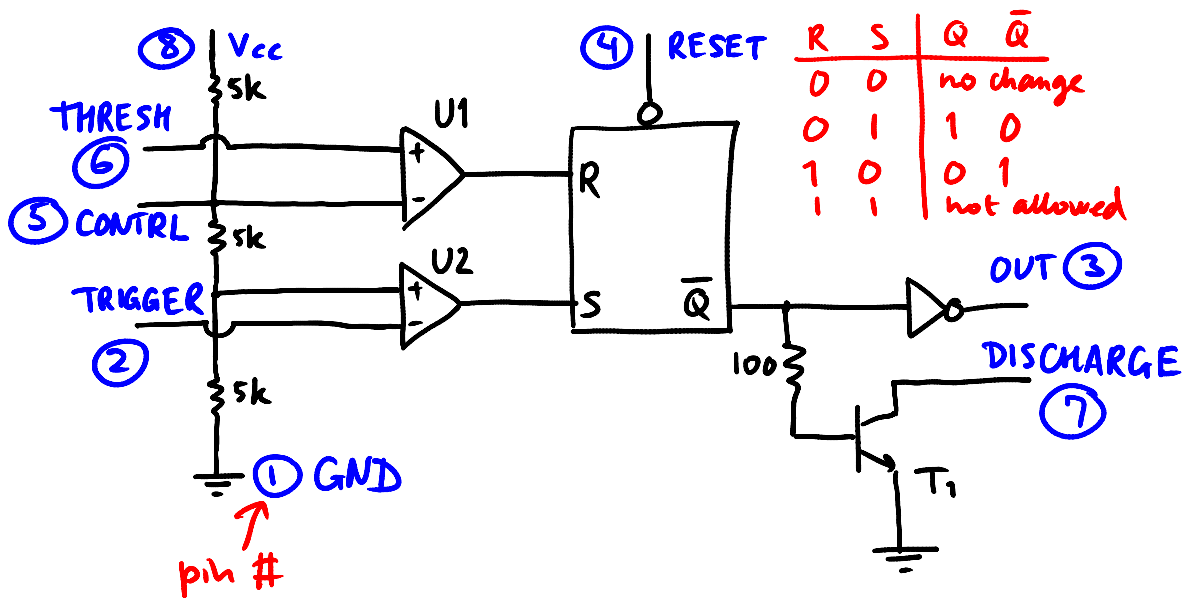 8 Vcc
5k
THRESH
6
5 CONTRL
5k
TRIGGER
2
5k
1 GND
pin #
U1
+
-
U2
+
-
4 RESET
R
S
Q̅
R S Q Q̅
0 0 no change
0 1 1 0
1 0 0 1
1 1 not allowed
OUT 3
100
DISCHARGE
7
T1